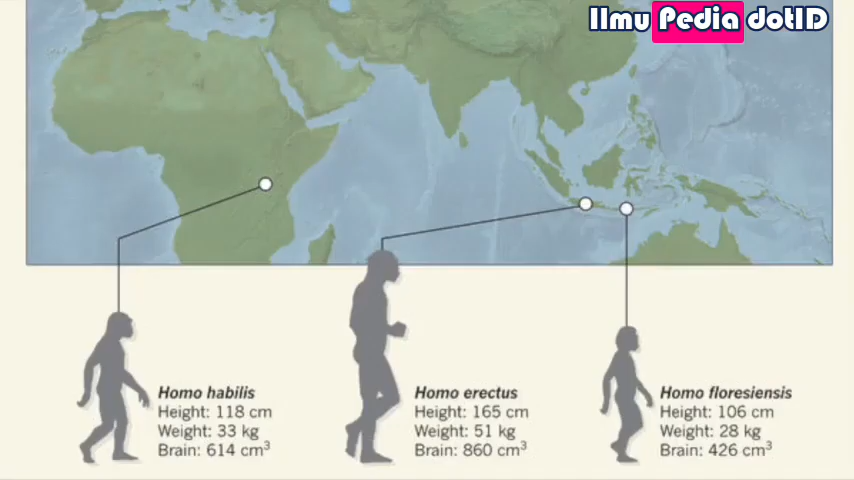 Ilmu Pedia dotID
Homo habilis
Height: 118 cm
Weight: 33 kg
Brain: 614 cm³
Homo erectus
Height: 165 cm
Weight: 51 kg
Brain: 860 cm³
Homo floresiensis
Height: 106 cm
Weight: 28 kg
Brain: 426 cm³